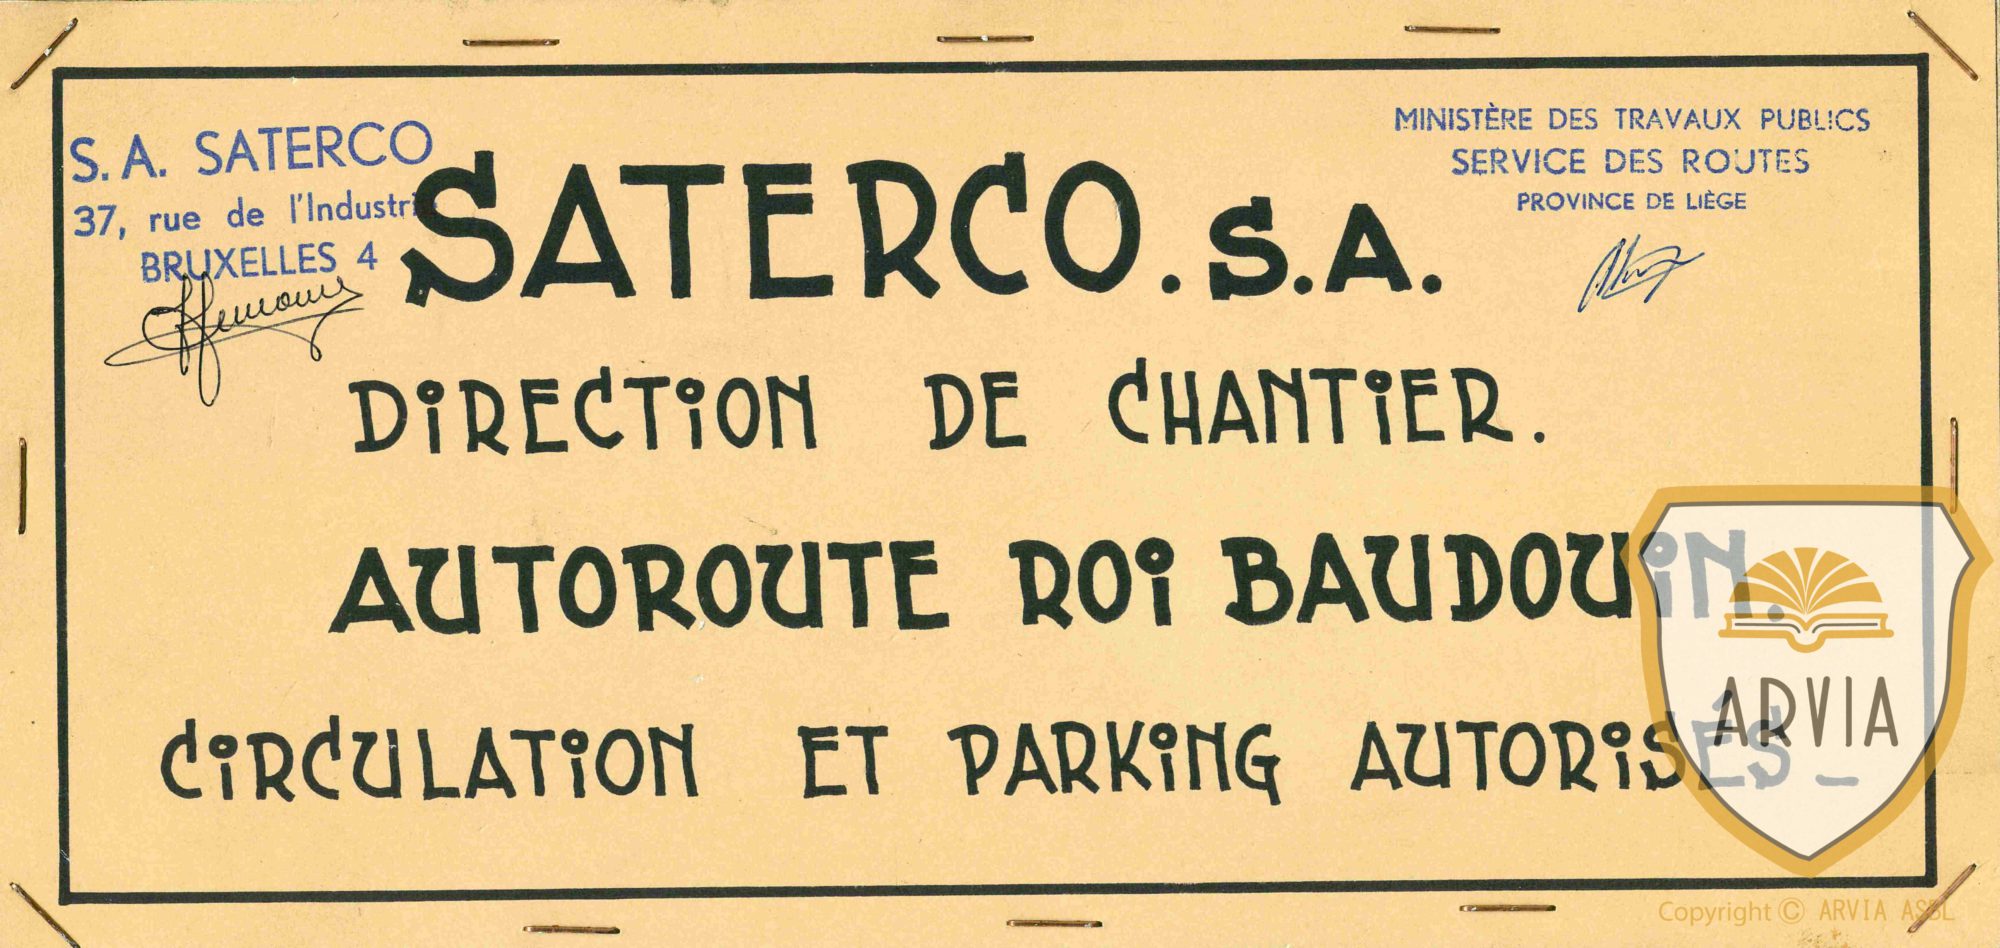 S. A. SATERCO
37, rue de l'Industrie
BRUXELLES 4
MINISTÈRE DES TRAVAUX PUBLICS
SERVICE DES ROUTES
PROVINCE DE LIÈGE
SATERCO. S.A.
DIRECTION DE CHANTIER.
AUTOROUTE ROI BAUDOUIN.
CIRCULATION ET PARKING AUTORISÉS _
ARVIA
Copyright © ARVIA ASBL